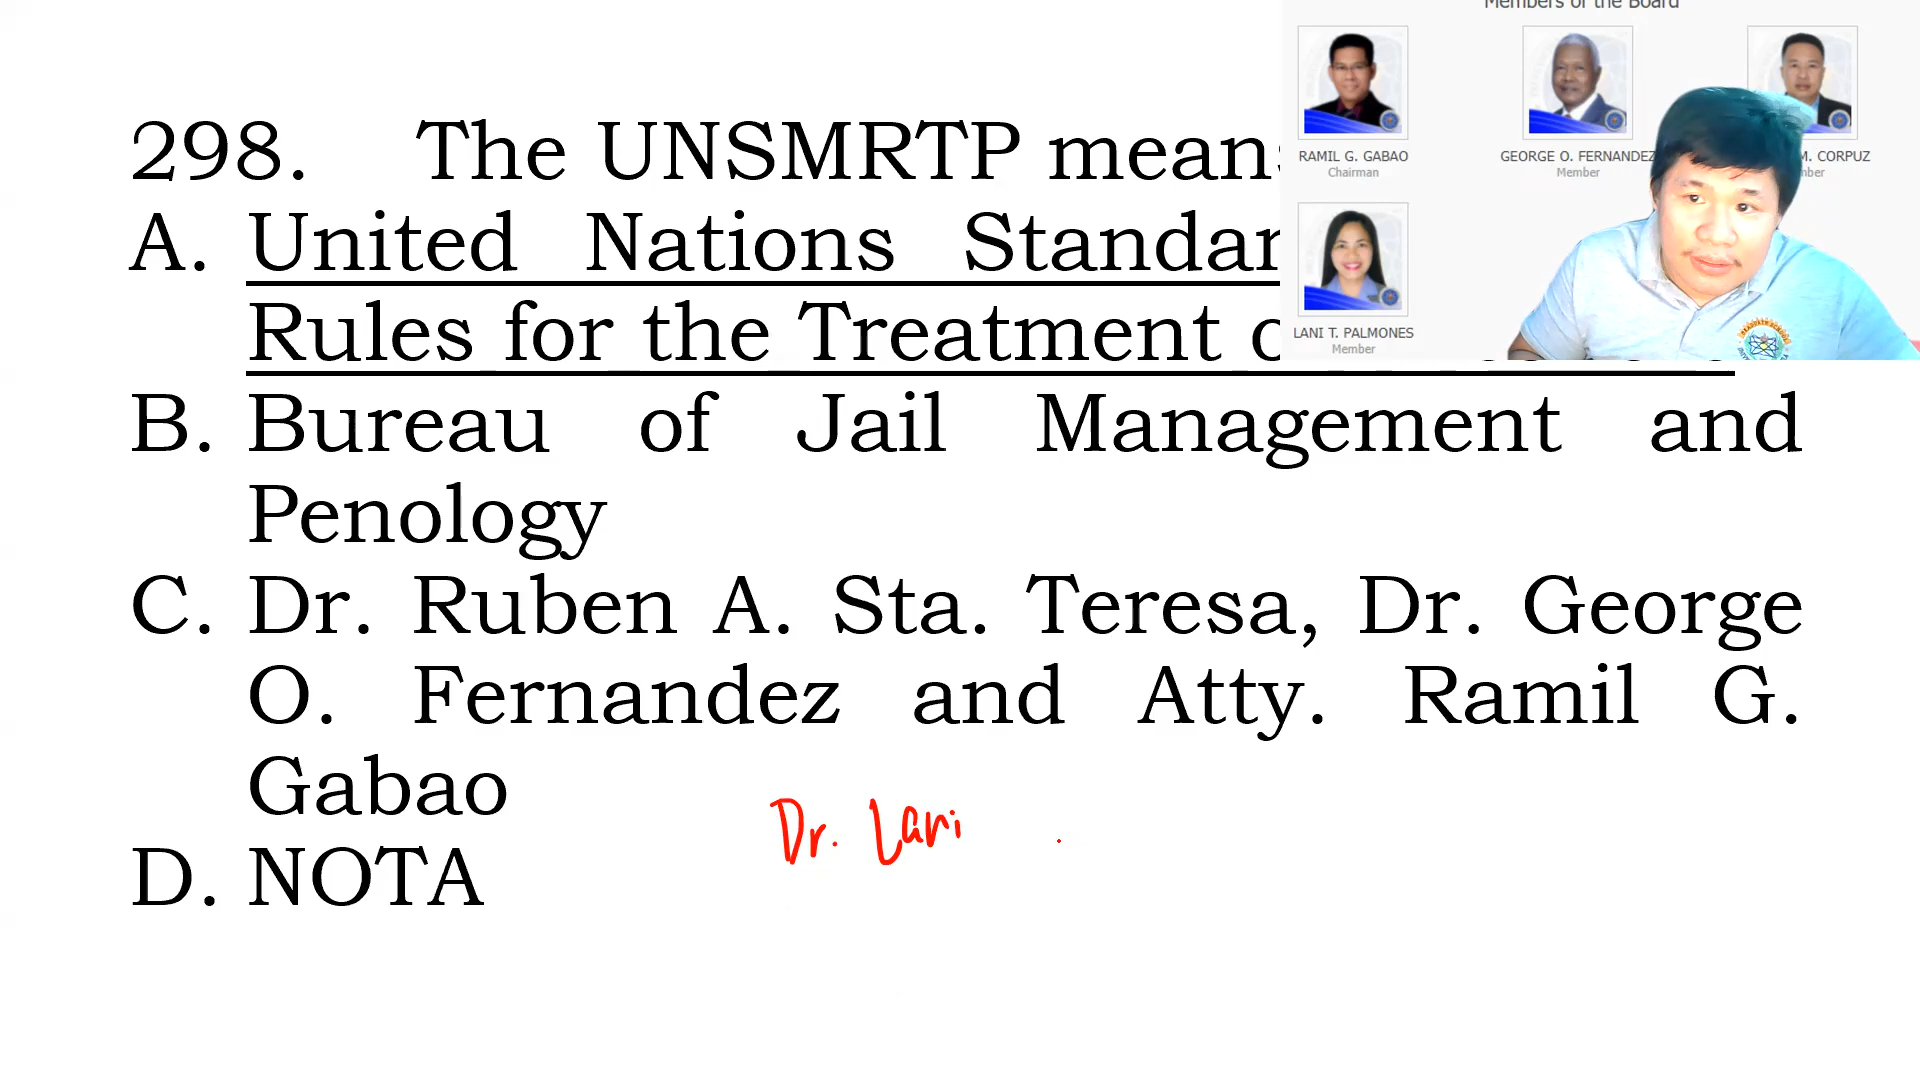 Members of the Board
298. The UNSMRTP means
A. United Nations Standar
Rules for the Treatment o
B. Bureau of Jail Management and
Penology
C. Dr. Ruben A. Sta. Teresa, Dr. George
O. Fernandez and Atty. Ramil G.
Gabao
D. NOTA
Dr. Lani
RAMIL G. GABAO
Chairman
GEORGE O. FERNANDEZ
Member
M. CORPUZ
mber
LANI T. PALMONES
Member